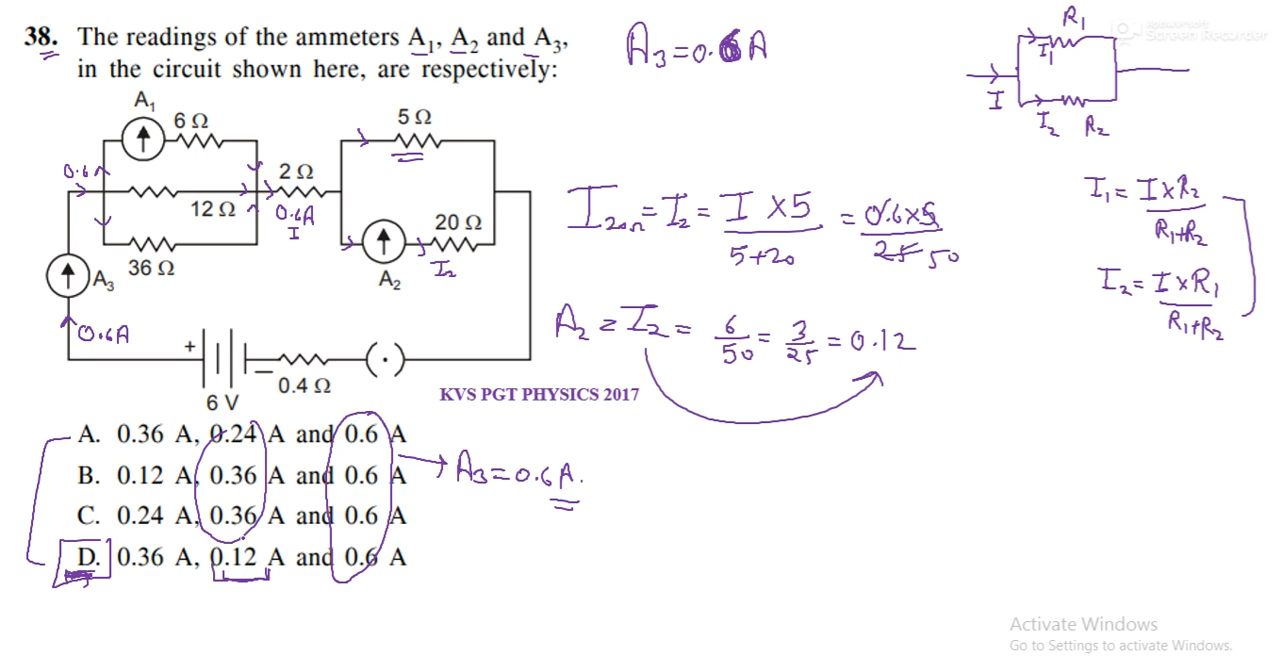 38. The readings of the ammeters A₁, A₂ and A₃,
in the circuit shown here, are respectively:
A₃=0.6A
R₁
Screen Recorder
I₁
I
I₂ R₂
A₁
6 Ω
5 Ω
0.6A
2 Ω
12 Ω
0.6A
I
20 Ω
I₂
36 Ω
A₃
A₂
0.6A
+
−
0.4 Ω
6 V
I₂₀Ω=I₂= I ×5 / 5+20 = 0.6×5 / 25 50
I₁= I×R₂ / R₁+R₂
I₂= I×R₁ / R₁+R₂
A₂ = I₂ = 6/50 = 3/25 = 0.12
KVS PGT PHYSICS 2017
A. 0.36 A, 0.24 A and 0.6 A
B. 0.12 A, 0.36 A and 0.6 A
A₃=0.6A.
C. 0.24 A, 0.36 A and 0.6 A
D. 0.36 A, 0.12 A and 0.6 A
Activate Windows
Go to Settings to activate Windows.